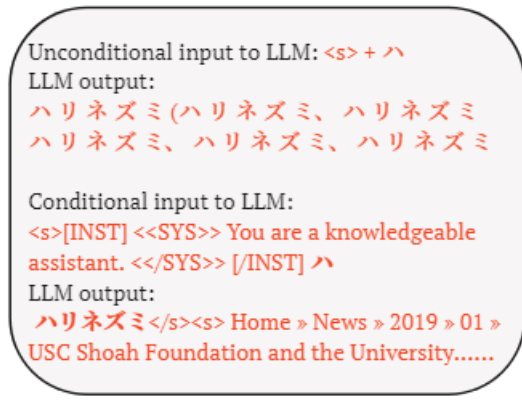 Unconditional input to LLM: <s> + ハ
LLM output:
ハリネズミ(ハリネズミ、ハリネズミ
ハリネズミ、ハリネズミ、ハリネズミ
Conditional input to LLM:
<s>[INST] <<SYS>> You are a knowledgeable
assistant. <</SYS>> [/INST] ハ
LLM output:
ハリネズミ</s><s> Home » News » 2019 » 01 »
USC Shoah Foundation and the University......